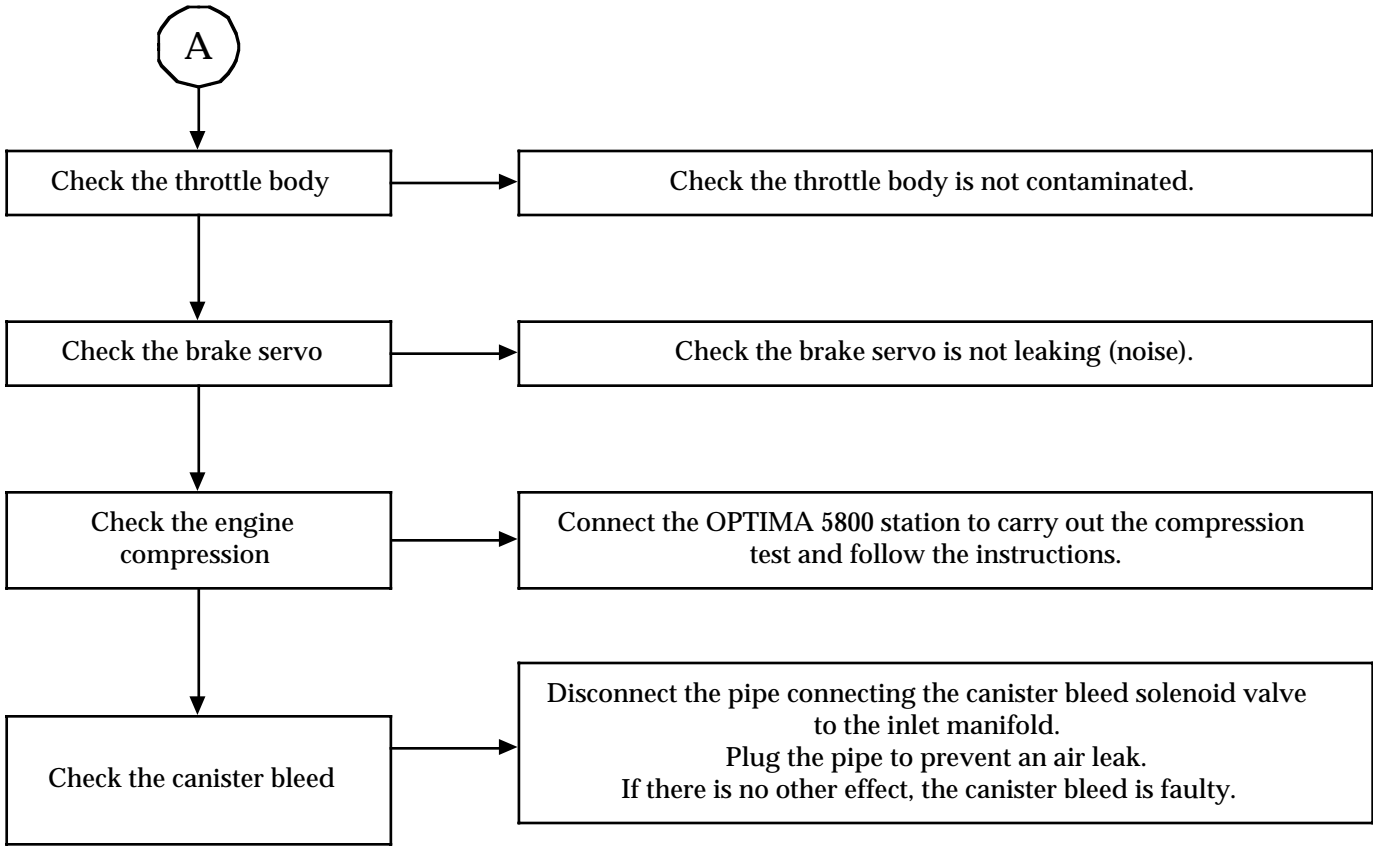 A
Check the throttle body
Check the throttle body is not contaminated.
Check the brake servo
Check the brake servo is not leaking (noise).
Check the engine
compression
Connect the OPTIMA 5800 station to carry out the compression
test and follow the instructions.
Check the canister bleed
Disconnect the pipe connecting the canister bleed solenoid valve
to the inlet manifold.
Plug the pipe to prevent an air leak.
If there is no other effect, the canister bleed is faulty.